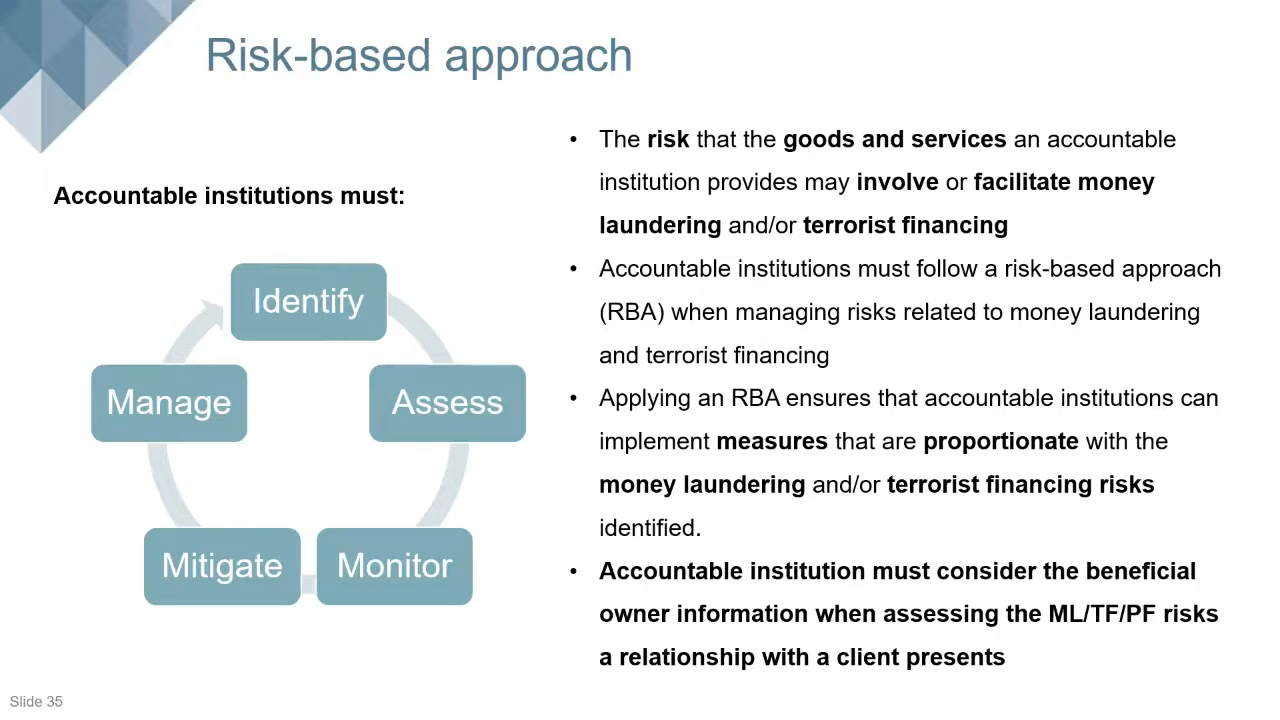 Risk-based approach
Accountable institutions must:
Identify
Assess
Monitor
Mitigate
Manage
• The risk that the goods and services an accountable
institution provides may involve or facilitate money
laundering and/or terrorist financing
• Accountable institutions must follow a risk-based approach
(RBA) when managing risks related to money laundering
and terrorist financing
• Applying an RBA ensures that accountable institutions can
implement measures that are proportionate with the
money laundering and/or terrorist financing risks
identified.
• Accountable institution must consider the beneficial
owner information when assessing the ML/TF/PF risks
a relationship with a client presents
Slide 35